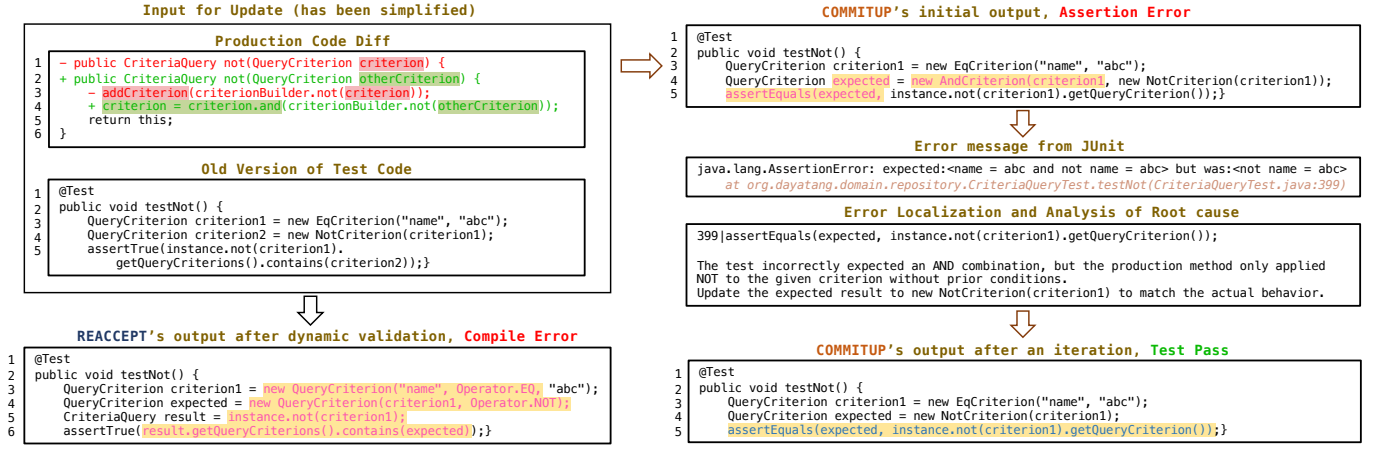 Input for Update (has been simplified)
Production Code Diff
1 - public CriteriaQuery not(QueryCriterion criterion) {
2 + public CriteriaQuery not(QueryCriterion otherCriterion) {
3 - addCriterion(criterionBuilder.not(criterion));
4 + criterion = criterion.and(criterionBuilder.not(otherCriterion));
5 return this;
6 }
Old Version of Test Code
1 @Test
2 public void testNot() {
3 QueryCriterion criterion1 = new EqCriterion("name", "abc");
4 QueryCriterion criterion2 = new NotCriterion(criterion1);
5 assertTrue(instance.not(criterion1).
getQueryCriterions().contains(criterion2));}
REACCEPT's output after dynamic validation, Compile Error
1 @Test
2 public void testNot() {
3 QueryCriterion criterion1 = new QueryCriterion("name", Operator.EQ, "abc");
4 QueryCriterion expected = new QueryCriterion(criterion1, Operator.NOT);
5 CriteriaQuery result = instance.not(criterion1);
6 assertTrue(result.getQueryCriterions().contains(expected));}
COMMITUP's initial output, Assertion Error
1 @Test
2 public void testNot() {
3 QueryCriterion criterion1 = new EqCriterion("name", "abc");
4 QueryCriterion expected = new AndCriterion(criterion1, new NotCriterion(criterion1));
5 assertEquals(expected, instance.not(criterion1).getQueryCriterion());}
Error message from JUnit
java.lang.AssertionError: expected:<name = abc and not name = abc> but was:<not name = abc>
at org.dayatang.domain.repository.CriteriaQueryTest.testNot(CriteriaQueryTest.java:399)
Error Localization and Analysis of Root cause
399|assertEquals(expected, instance.not(criterion1).getQueryCriterion());
The test incorrectly expected an AND combination, but the production method only applied
NOT to the given criterion without prior conditions.
Update the expected result to new NotCriterion(criterion1) to match the actual behavior.
COMMITUP's output after an iteration, Test Pass
1 @Test
2 public void testNot() {
3 QueryCriterion criterion1 = new EqCriterion("name", "abc");
4 QueryCriterion expected = new NotCriterion(criterion1);
5 assertEquals(expected, instance.not(criterion1).getQueryCriterion());}